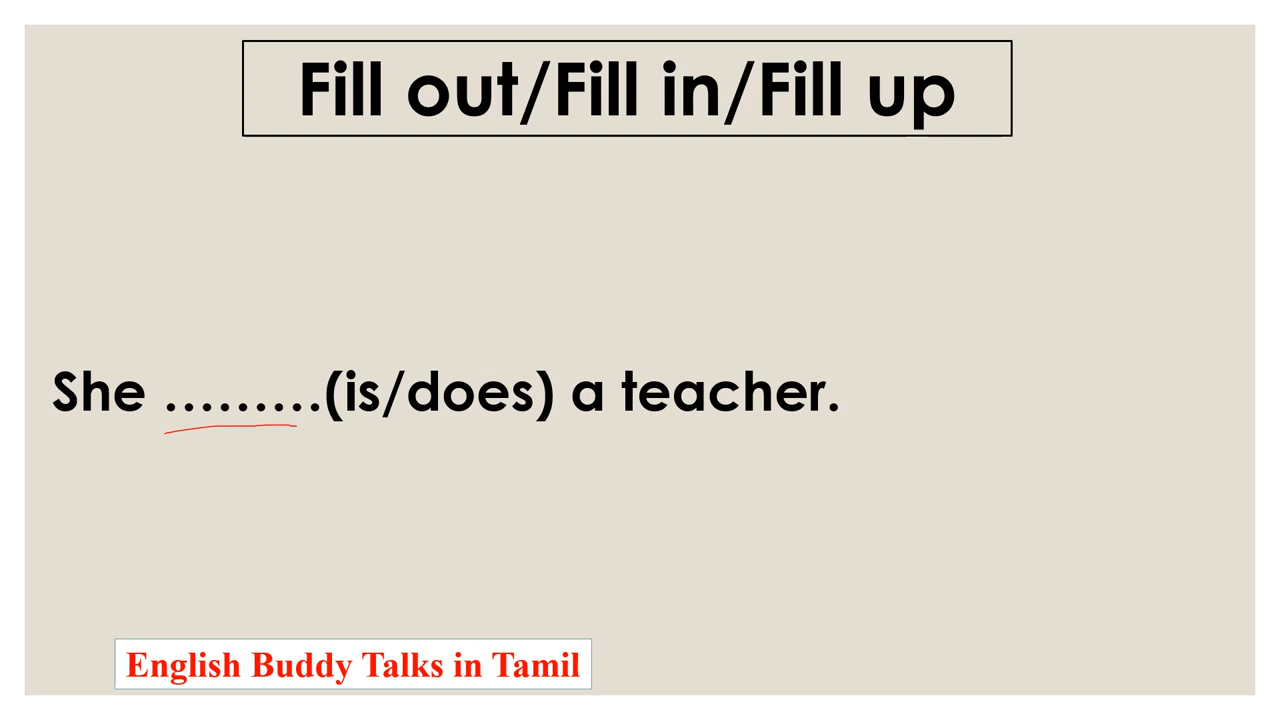 Fill out/Fill in/Fill up
She ………(is/does) a teacher.
English Buddy Talks in Tamil